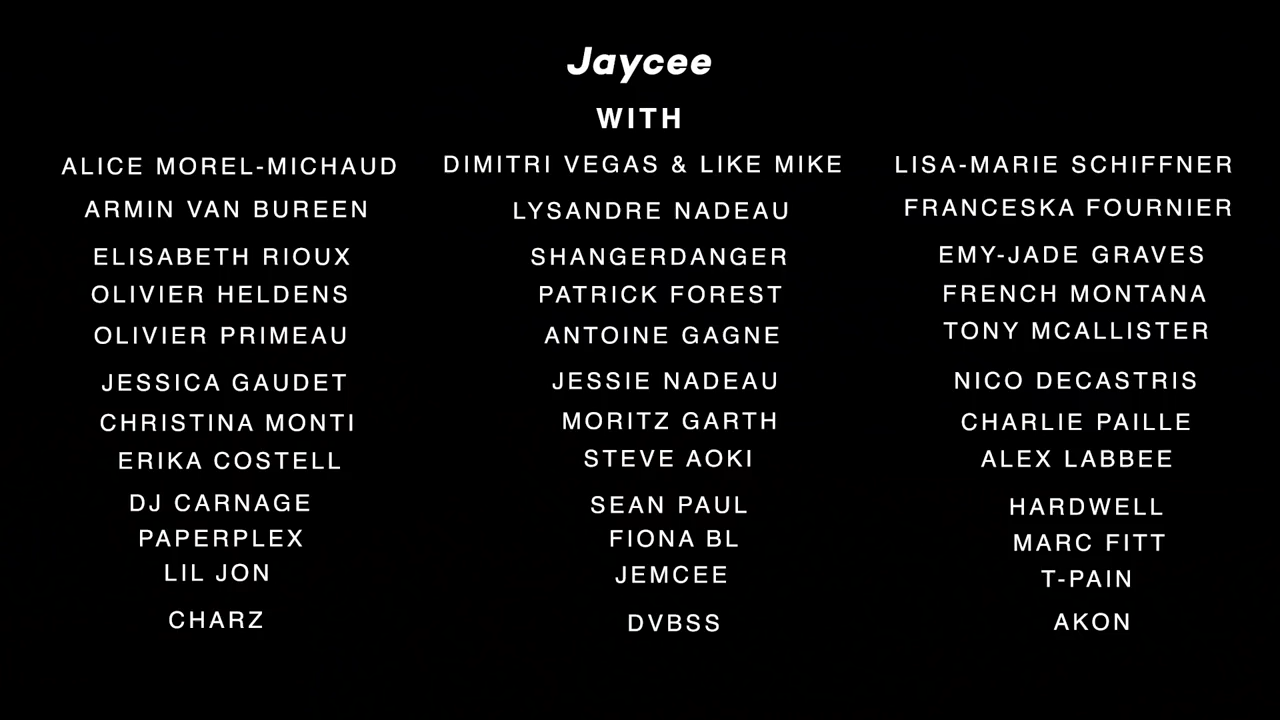 Jaycee
WITH
ALICE MOREL-MICHAUD
ARMIN VAN BUREEN
ELISABETH RIOUX
OLIVIER HELDENS
OLIVIER PRIMEAU
JESSICA GAUDET
CHRISTINA MONTI
ERIKA COSTELL
DJ CARNAGE
PAPERPLEX
LIL JON
CHARZ
DIMITRI VEGAS & LIKE MIKE
LYSANDRE NADEAU
SHANGERDANGER
PATRICK FOREST
ANTOINE GAGNE
JESSIE NADEAU
MORITZ GARTH
STEVE AOKI
SEAN PAUL
FIONA BL
JEMCEE
DVBSS
LISA-MARIE SCHIFFNER
FRANCESKA FOURNIER
EMY-JADE GRAVES
FRENCH MONTANA
TONY MCALLISTER
NICO DECASTRIS
CHARLIE PAILLE
ALEX LABBEE
HARDWELL
MARC FITT
T-PAIN
AKON